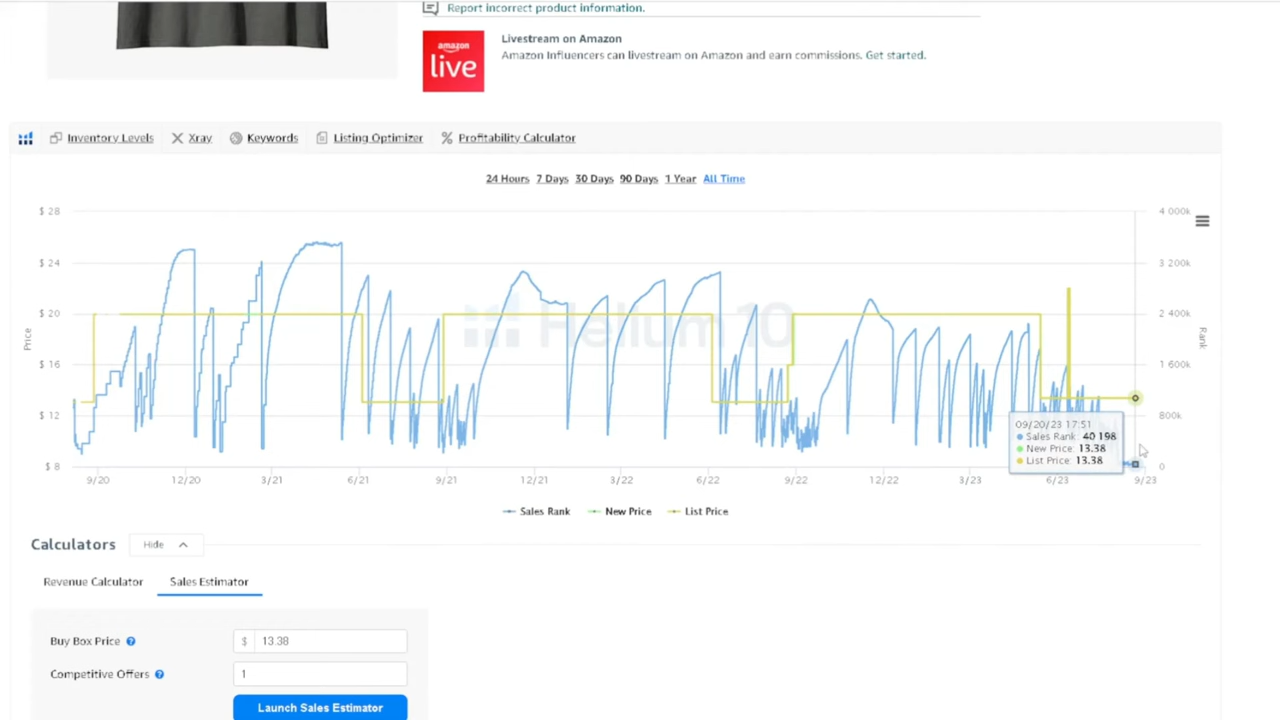 Report incorrect product information.
Livestream on Amazon
amazon
live
Amazon Influencers can livestream on Amazon and earn commissions. Get started.
Inventory Levels Xray Keywords Listing Optimizer Profitability Calculator
24 Hours 7 Days 30 Days 90 Days 1 Year All Time
$ 28 4 000k
$ 24 3 200k
$ 20 2 400k
$ 16 1 600k
$ 12 800k
$ 8 0
Price
Rank
Helium 10
09/20/23 17:51
Sales Rank: 40 198
New Price: 13.38
List Price: 13.38
9/20 12/20 3/21 6/21 9/21 12/21 3/22 6/22 9/22 12/22 3/23 6/23 9/23
Sales Rank New Price List Price
Calculators Hide
Revenue Calculator Sales Estimator
Buy Box Price ? $ 13.38
Competitive Offers ? 1
Launch Sales Estimator